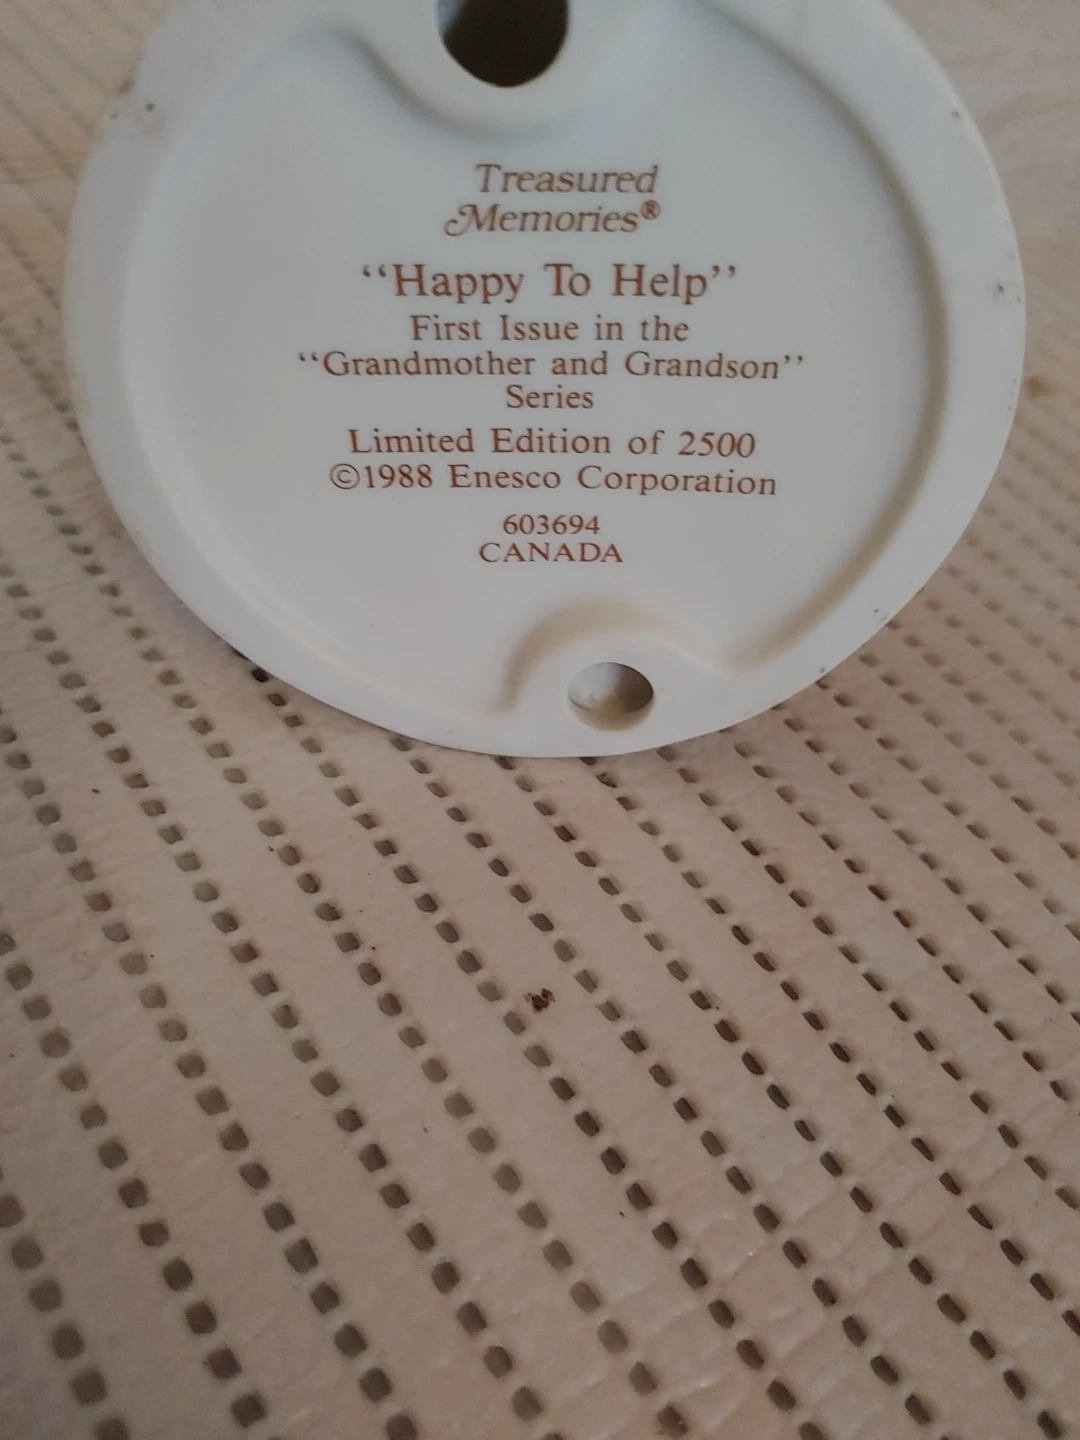 Treasured
Memories®
“Happy To Help”
First Issue in the
“Grandmother and Grandson”
Series
Limited Edition of 2500
©1988 Enesco Corporation
603694
CANADA